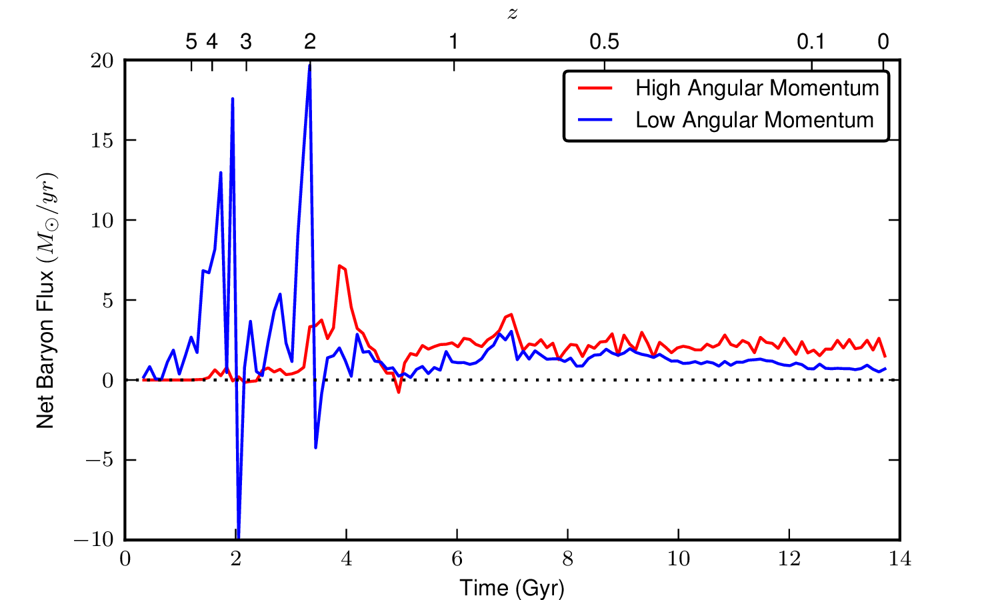 z
5 4 3 2 1 0.5 0.1 0
20
High Angular Momentum
Low Angular Momentum
15
10
5
0
−5
−10
Net Baryon Flux (M⊙/yr)
0 2 4 6 8 10 12 14
Time (Gyr)